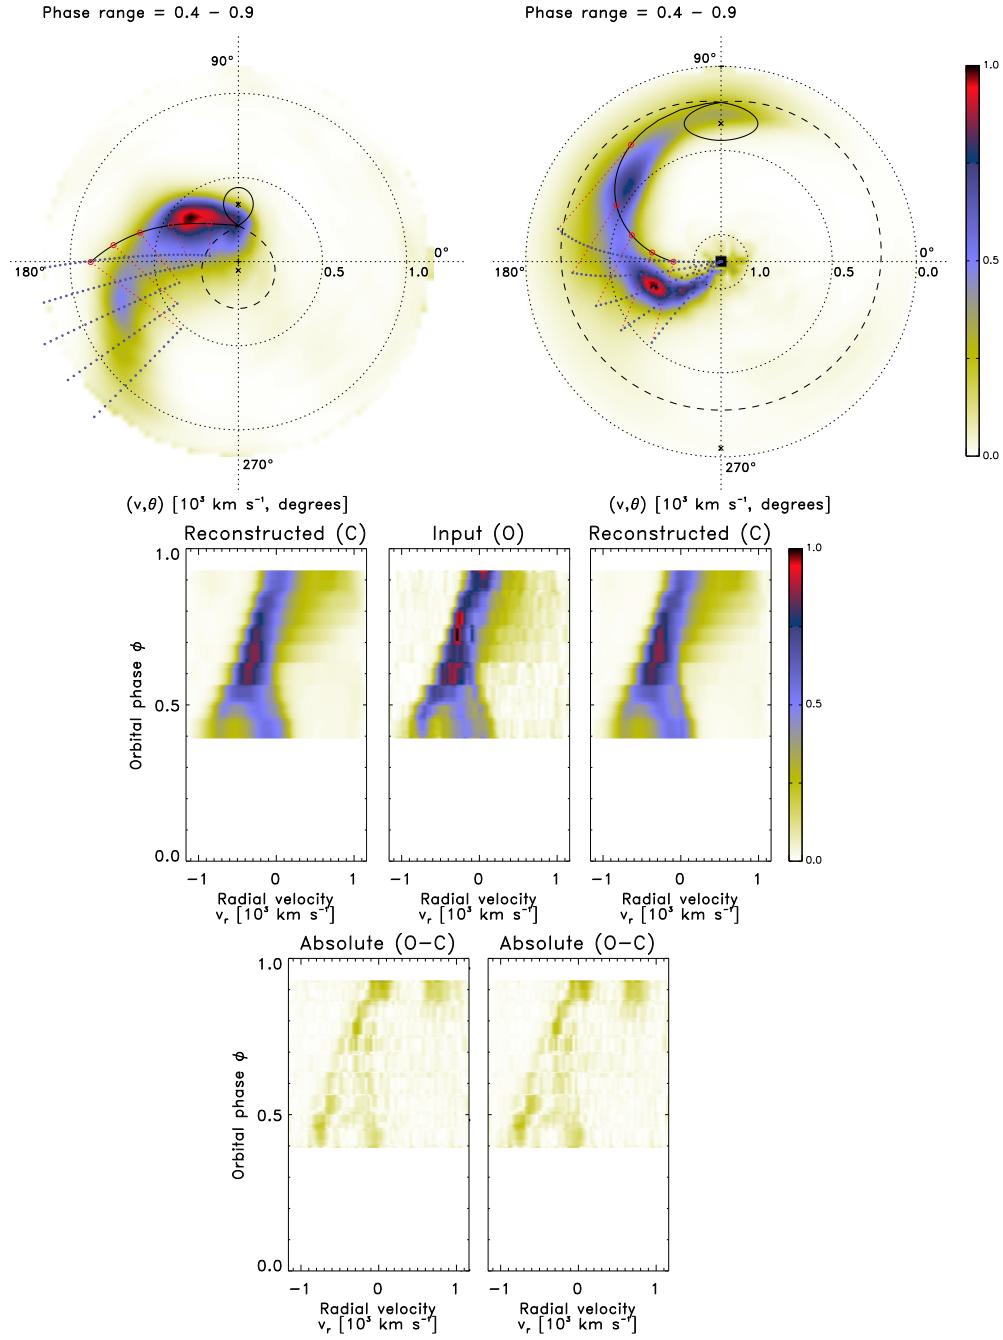 Phase range = 0.4 – 0.9
Phase range = 0.4 – 0.9
90°
90°
1.0
180°
0°
0.5
1.0
180°
0°
1.0
0.5
0.0
0.5
270°
270°
0.0
(v,θ) [10³ km s⁻¹, degrees]
(v,θ) [10³ km s⁻¹, degrees]
Reconstructed (C)
Input (O)
Reconstructed (C)
1.0
0.5
0.0
Orbital phase ϕ
1.0
0.5
0.0
−1 0 1
−1 0 1
−1 0 1
Radial velocity
vr [10³ km s⁻¹]
Radial velocity
vr [10³ km s⁻¹]
Radial velocity
vr [10³ km s⁻¹]
Absolute (O−C)
Absolute (O−C)
1.0
0.5
0.0
Orbital phase ϕ
−1 0 1
−1 0 1
Radial velocity
vr [10³ km s⁻¹]
Radial velocity
vr [10³ km s⁻¹]